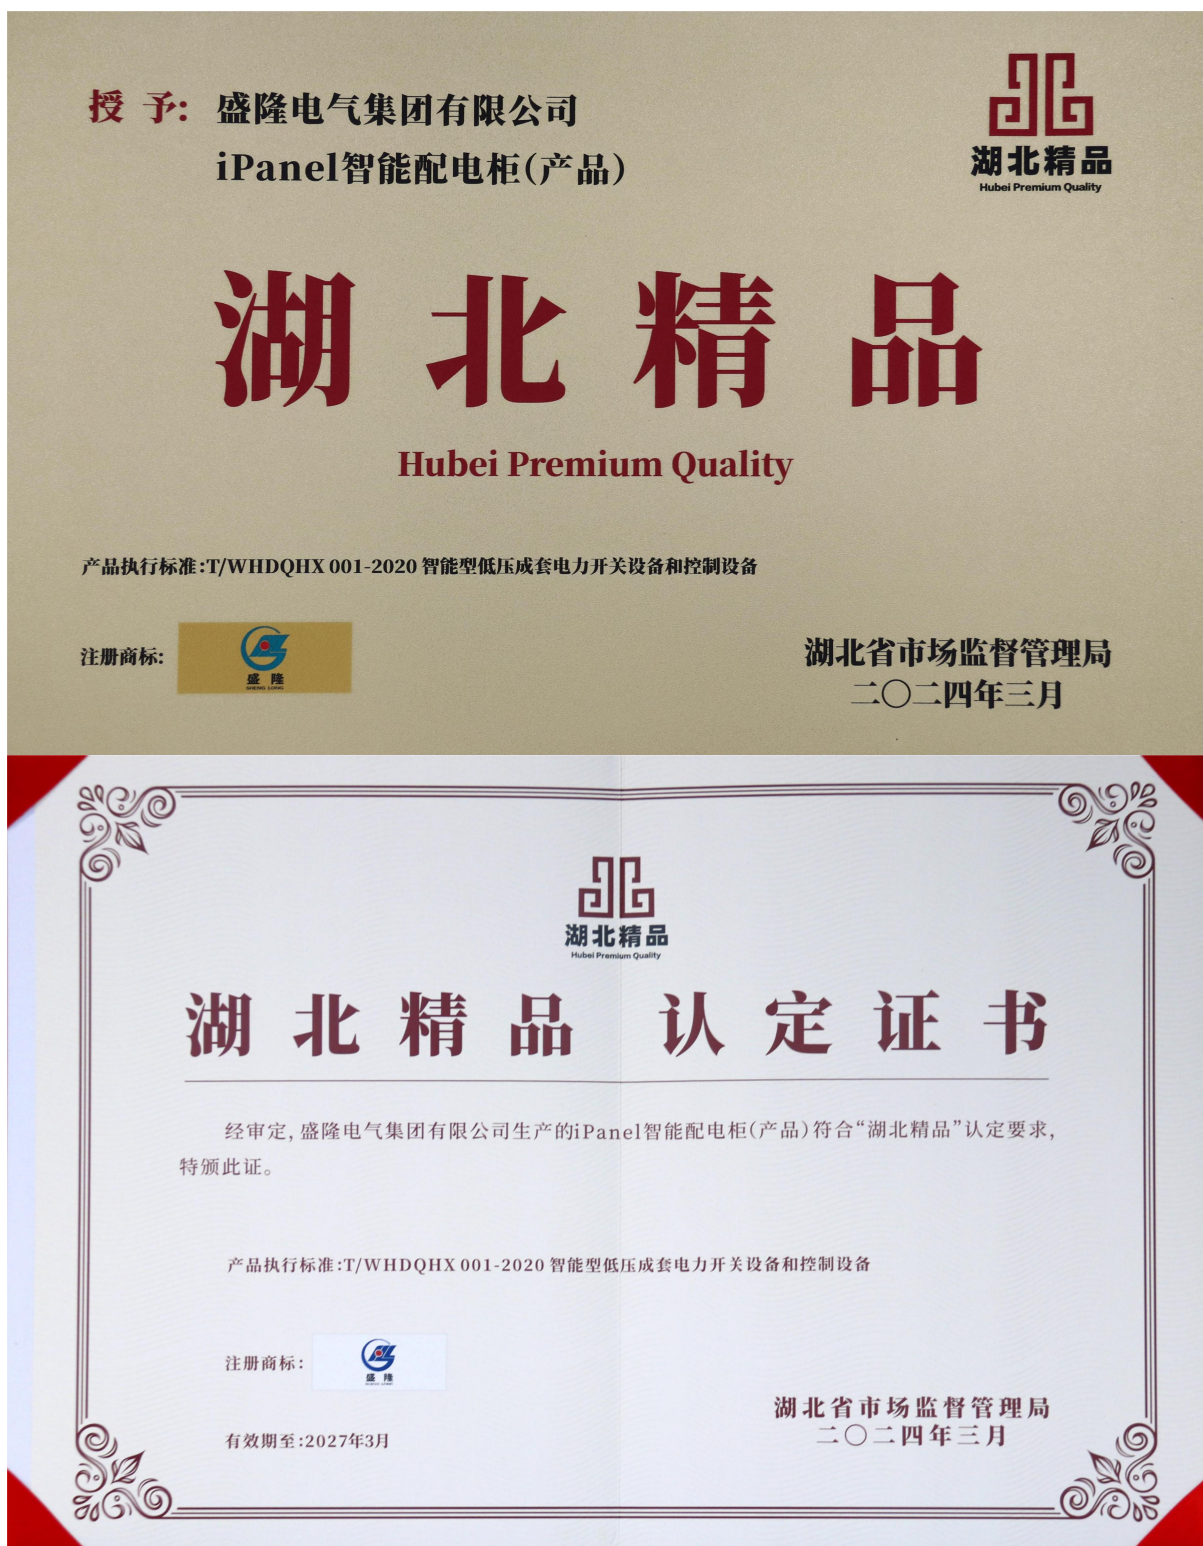 授 予: 盛隆电气集团有限公司
iPanel智能配电柜(产品)
湖北精品
Hubei Premium Quality
湖北精品
Hubei Premium Quality
产品执行标准:T/WHDQHX 001-2020 智能型低压成套电力开关设备和控制设备
注册商标:
盛 隆
SHENG LONG
湖北省市场监督管理局
二〇二四年三月
湖北精品
Hubei Premium Quality
湖北精品 认定证书
经审定, 盛隆电气集团有限公司生产的iPanel智能配电柜(产品)符合“湖北精品”认定要求,
特颁此证。
产品执行标准:T/WHDQHX 001-2020 智能型低压成套电力开关设备和控制设备
注册商标:
盛 隆
SHENG LONG
湖北省市场监督管理局
二〇二四年三月
有效期至:2027年3月